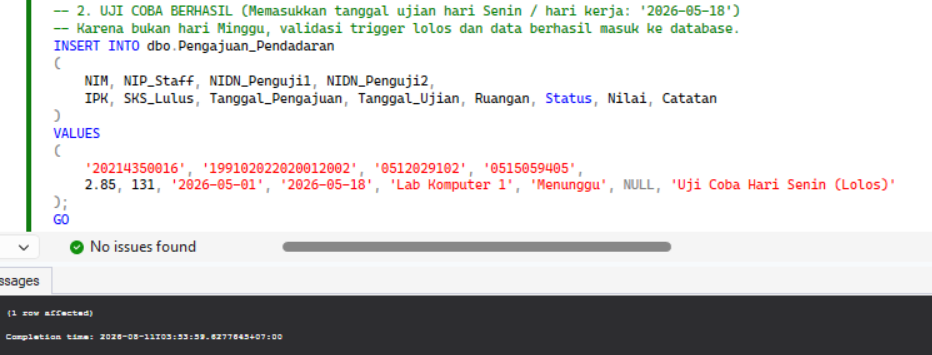 -- 2. UJI COBA BERHASIL (Memasukkan tanggal ujian hari Senin / hari kerja: '2026-05-18')
-- Karena bukan hari Minggu, validasi trigger lolos dan data berhasil masuk ke database.
INSERT INTO dbo.Pengajuan_Pendadaran
(
NIM, NIP_Staff, NIDN_Penguji1, NIDN_Penguji2,
IPK, SKS_Lulus, Tanggal_Pengajuan, Tanggal_Ujian, Ruangan, Status, Nilai, Catatan
)
VALUES
(
'20214350016', '199102022020012002', '0512029102', '0515059405',
2.85, 131, '2026-05-01', '2026-05-18', 'Lab Komputer 1', 'Menunggu', NULL, 'Uji Coba Hari Senin (Lolos)'
);
GO
No issues found
ssages
(1 row affected)
Completion time: 2026-08-11T03:53:59.6277645+07:00